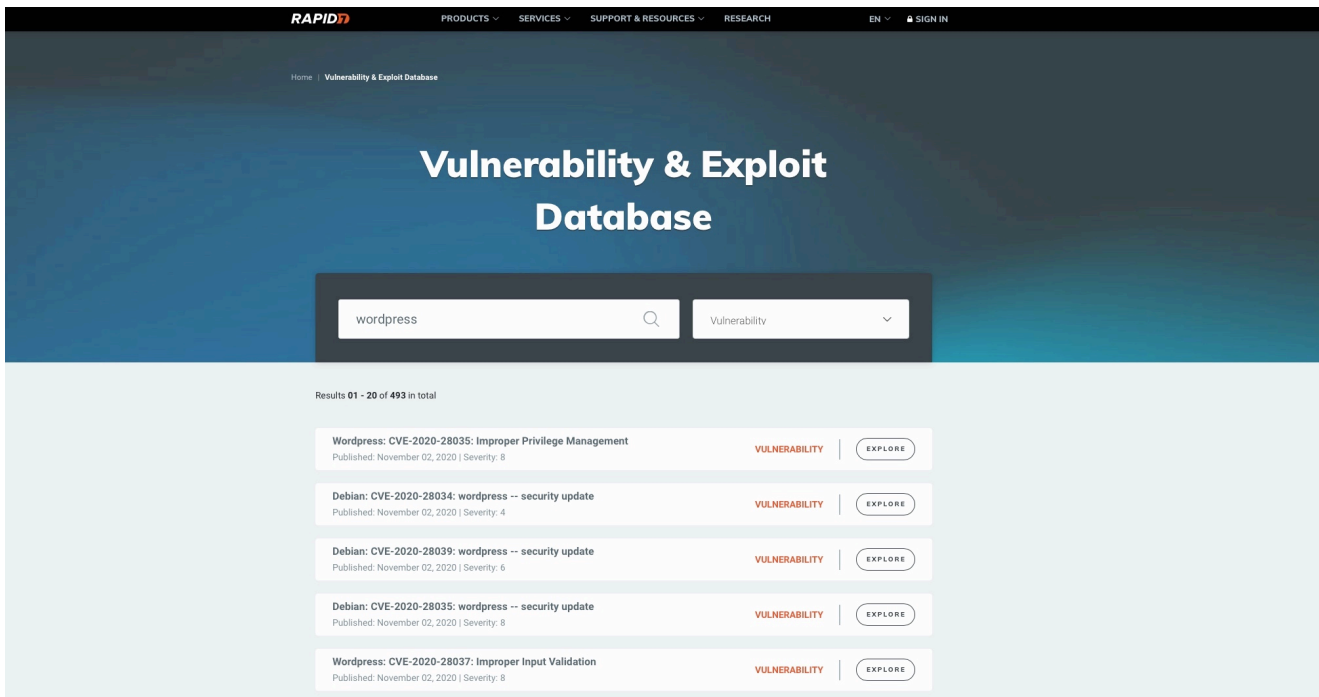 RAPID7 PRODUCTS SERVICES SUPPORT & RESOURCES RESEARCH EN SIGN IN
Home | Vulnerability & Exploit Database
Vulnerability & Exploit
Database
wordpress Vulnerability
Results 01 - 20 of 493 in total
Wordpress: CVE-2020-28035: Improper Privilege Management
Published: November 02, 2020 | Severity: 8
VULNERABILITY EXPLORE
Debian: CVE-2020-28034: wordpress -- security update
Published: November 02, 2020 | Severity: 4
VULNERABILITY EXPLORE
Debian: CVE-2020-28039: wordpress -- security update
Published: November 02, 2020 | Severity: 6
VULNERABILITY EXPLORE
Debian: CVE-2020-28035: wordpress -- security update
Published: November 02, 2020 | Severity: 8
VULNERABILITY EXPLORE
Wordpress: CVE-2020-28037: Improper Input Validation
Published: November 02, 2020 | Severity: 8
VULNERABILITY EXPLORE